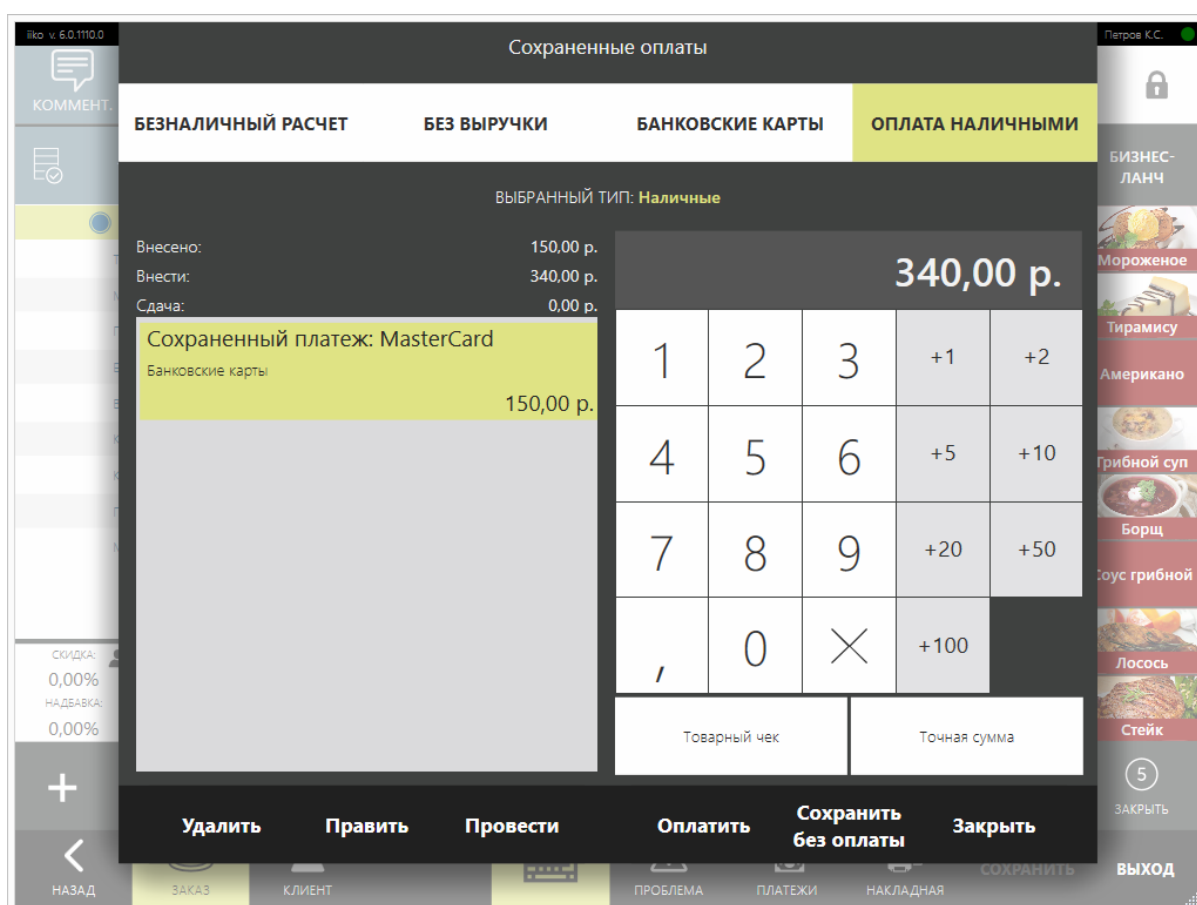 iiko v. 6.0.1110.0
Сохраненные оплаты
Петров К.С.
КОММЕНТ.
БЕЗНАЛИЧНЫЙ РАСЧЕТ
БЕЗ ВЫРУЧКИ
БАНКОВСКИЕ КАРТЫ
ОПЛАТА НАЛИЧНЫМИ
БИЗНЕС-
ЛАНЧ
ВЫБРАННЫЙ ТИП: Наличные
Внесено: 150,00 р.
Внести: 340,00 р.
Сдача: 0,00 р.
340,00 р.
Сохраненный платеж: MasterCard
Банковские карты
150,00 р.
1 2 3 +1 +2
4 5 6 +5 +10
7 8 9 +20 +50
, 0 +100
Товарный чек
Точная сумма
Мороженое
Тирамису
Американо
Грибной суп
Борщ
Соус грибной
Лосось
Стейк
СКИДКА:
0,00%
НАДБАВКА:
0,00%
5
ЗАКРЫТЬ
Удалить
Править
Провести
Оплатить
Сохранить
без оплаты
Закрыть
НАЗАД
ЗАКАЗ
КЛИЕНТ
ПРОБЛЕМА
ПЛАТЕЖИ
НАКЛАДНАЯ
СОХРАНИТЬ
ВЫХОД